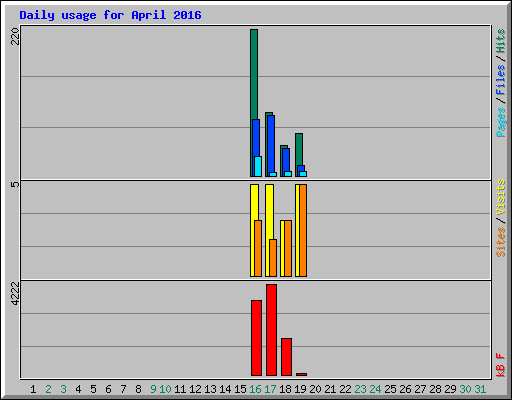 Daily usage for April 2016
220
Pages/Files/Hits
5
Sites/Visits
4222
kB F
1 2 3 4 5 6 7 8 9 10 11 12 13 14 15 16 17 18 19 20 21 22 23 24 25 26 27 28 29 30 31